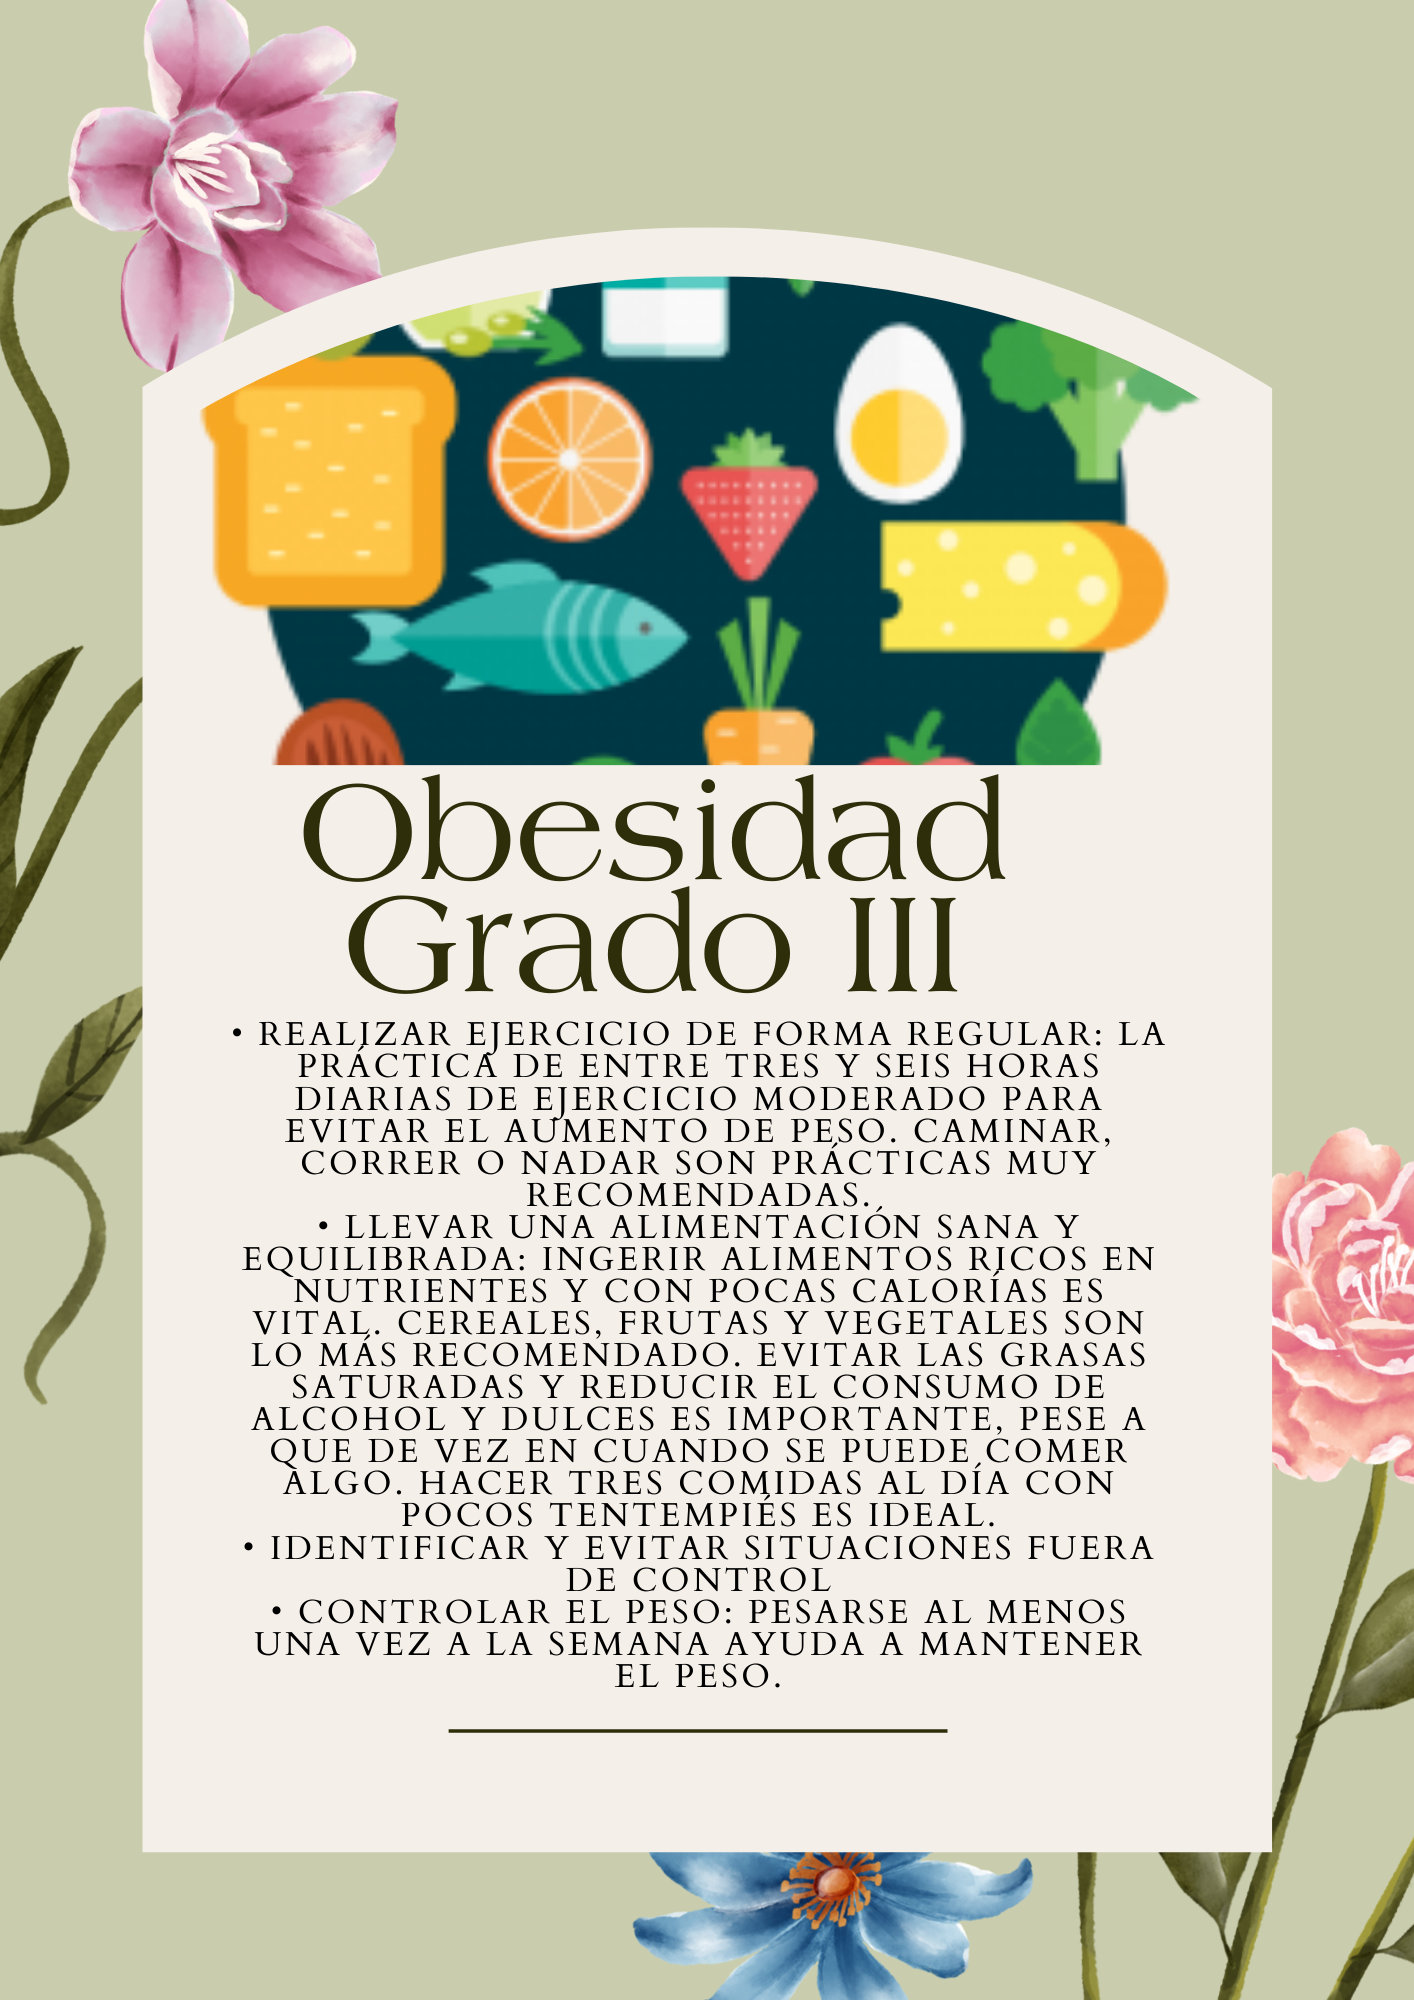 Obesidad
Grado III
• REALIZAR EJERCICIO DE FORMA REGULAR: LA
PRÁCTICA DE ENTRE TRES Y SEIS HORAS
DIARIAS DE EJERCICIO MODERADO PARA
EVITAR EL AUMENTO DE PESO. CAMINAR,
CORRER O NADAR SON PRÁCTICAS MUY
RECOMENDADAS.
• LLEVAR UNA ALIMENTACIÓN SANA Y
EQUILIBRADA: INGERIR ALIMENTOS RICOS EN
NUTRIENTES Y CON POCAS CALORÍAS ES
VITAL. CEREALES, FRUTAS Y VEGETALES SON
LO MÁS RECOMENDADO. EVITAR LAS GRASAS
SATURADAS Y REDUCIR EL CONSUMO DE
ALCOHOL Y DULCES ES IMPORTANTE, PESE A
QUE DE VEZ EN CUANDO SE PUEDE COMER
ALGO. HACER TRES COMIDAS AL DÍA CON
POCOS TENTEMPIÉS ES IDEAL.
• IDENTIFICAR Y EVITAR SITUACIONES FUERA
DE CONTROL
• CONTROLAR EL PESO: PESARSE AL MENOS
UNA VEZ A LA SEMANA AYUDA A MANTENER
EL PESO.